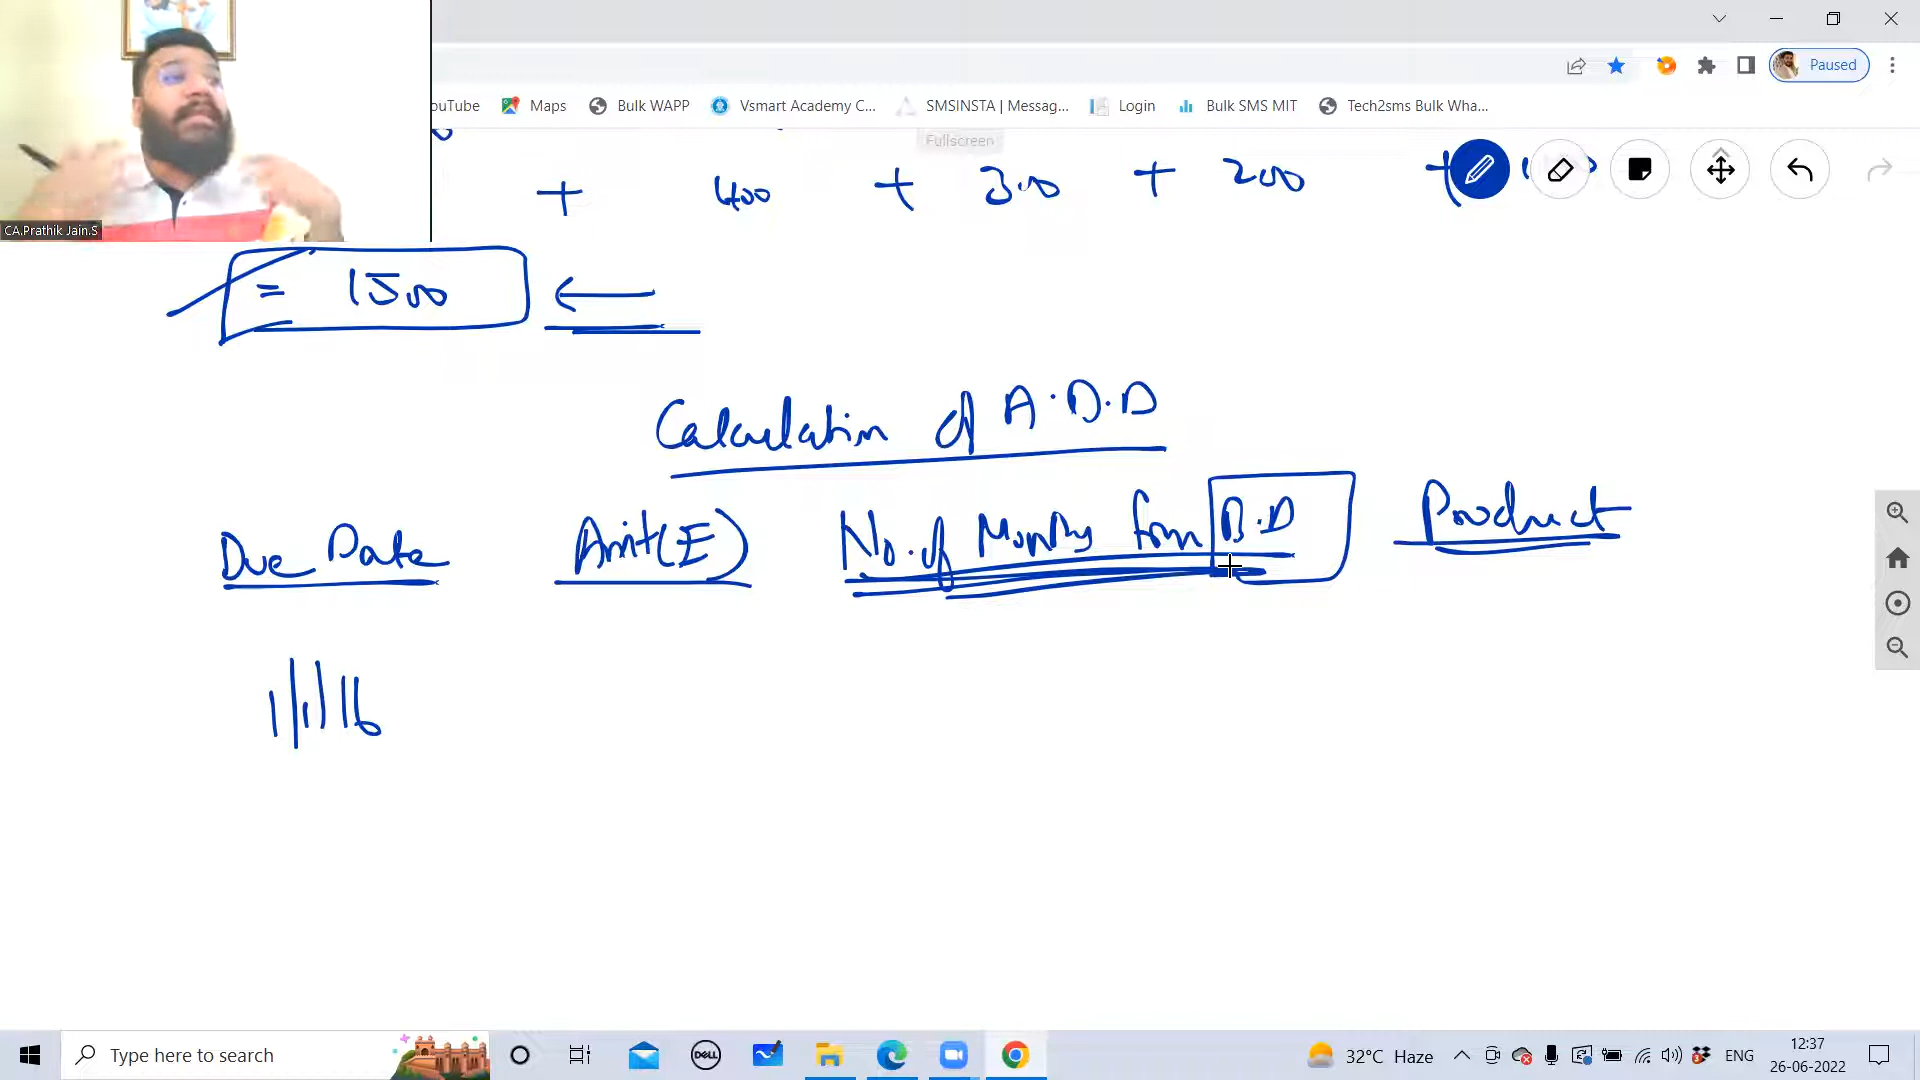 Paused
ouTube Maps Bulk WAPP Vsmart Academy C... SMSINSTA | Messag... Login Bulk SMS MIT Tech2sms Bulk Wha...
Fullscreen
+ 400 + 300 + 200 +
CA.Prathik Jain.S
= 1500 ←
Calculation of A.D.D
Due Date Amt(E) No. of Months from B.D Product
1/1/16
Type here to search
DELL
32°C Haze ENG
12:37
26-06-2022